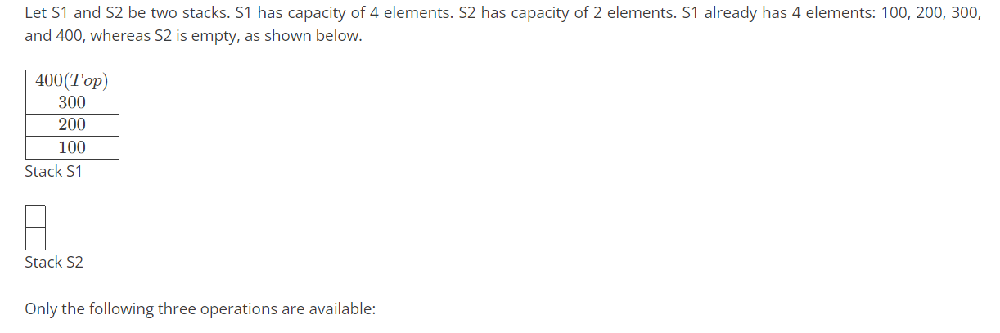 Let S1 and S2 be two stacks. S1 has capacity of 4 elements. S2 has capacity of 2 elements. S1 already has 4 elements: 100, 200, 300,
and 400, whereas S2 is empty, as shown below.
400(Top)
300
200
100
Stack S1
Stack S2
Only the following three operations are available: